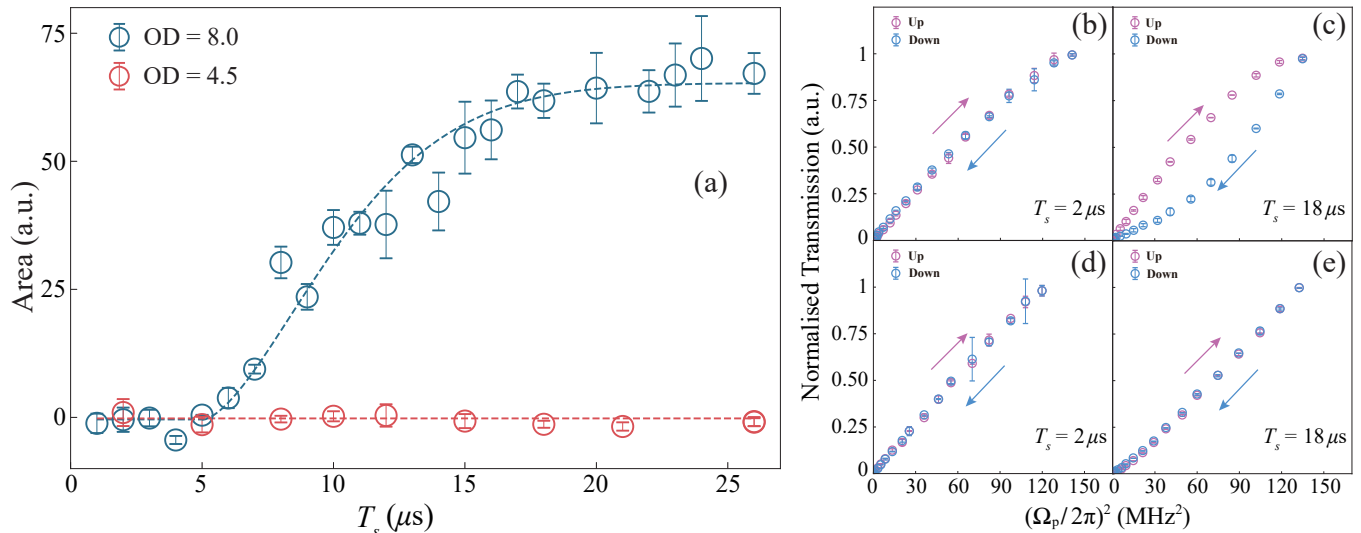 OD = 8.0
OD = 4.5
(a)
Area (a.u.)
75
50
25
0
0 5 10 15 20 25
T_s (μs)
Normalised Transmission (a.u.)
(b)
Up
Down
1
0.75
0.50
0.25
0
T_s = 2 μs
(c)
Up
Down
T_s = 18 μs
(d)
Up
Down
1
0.75
0.50
0.25
0
T_s = 2 μs
0 30 60 90 120
(e)
Up
Down
T_s = 18 μs
0 30 60 90 120 150
(Ω_p/2π)² (MHz²)